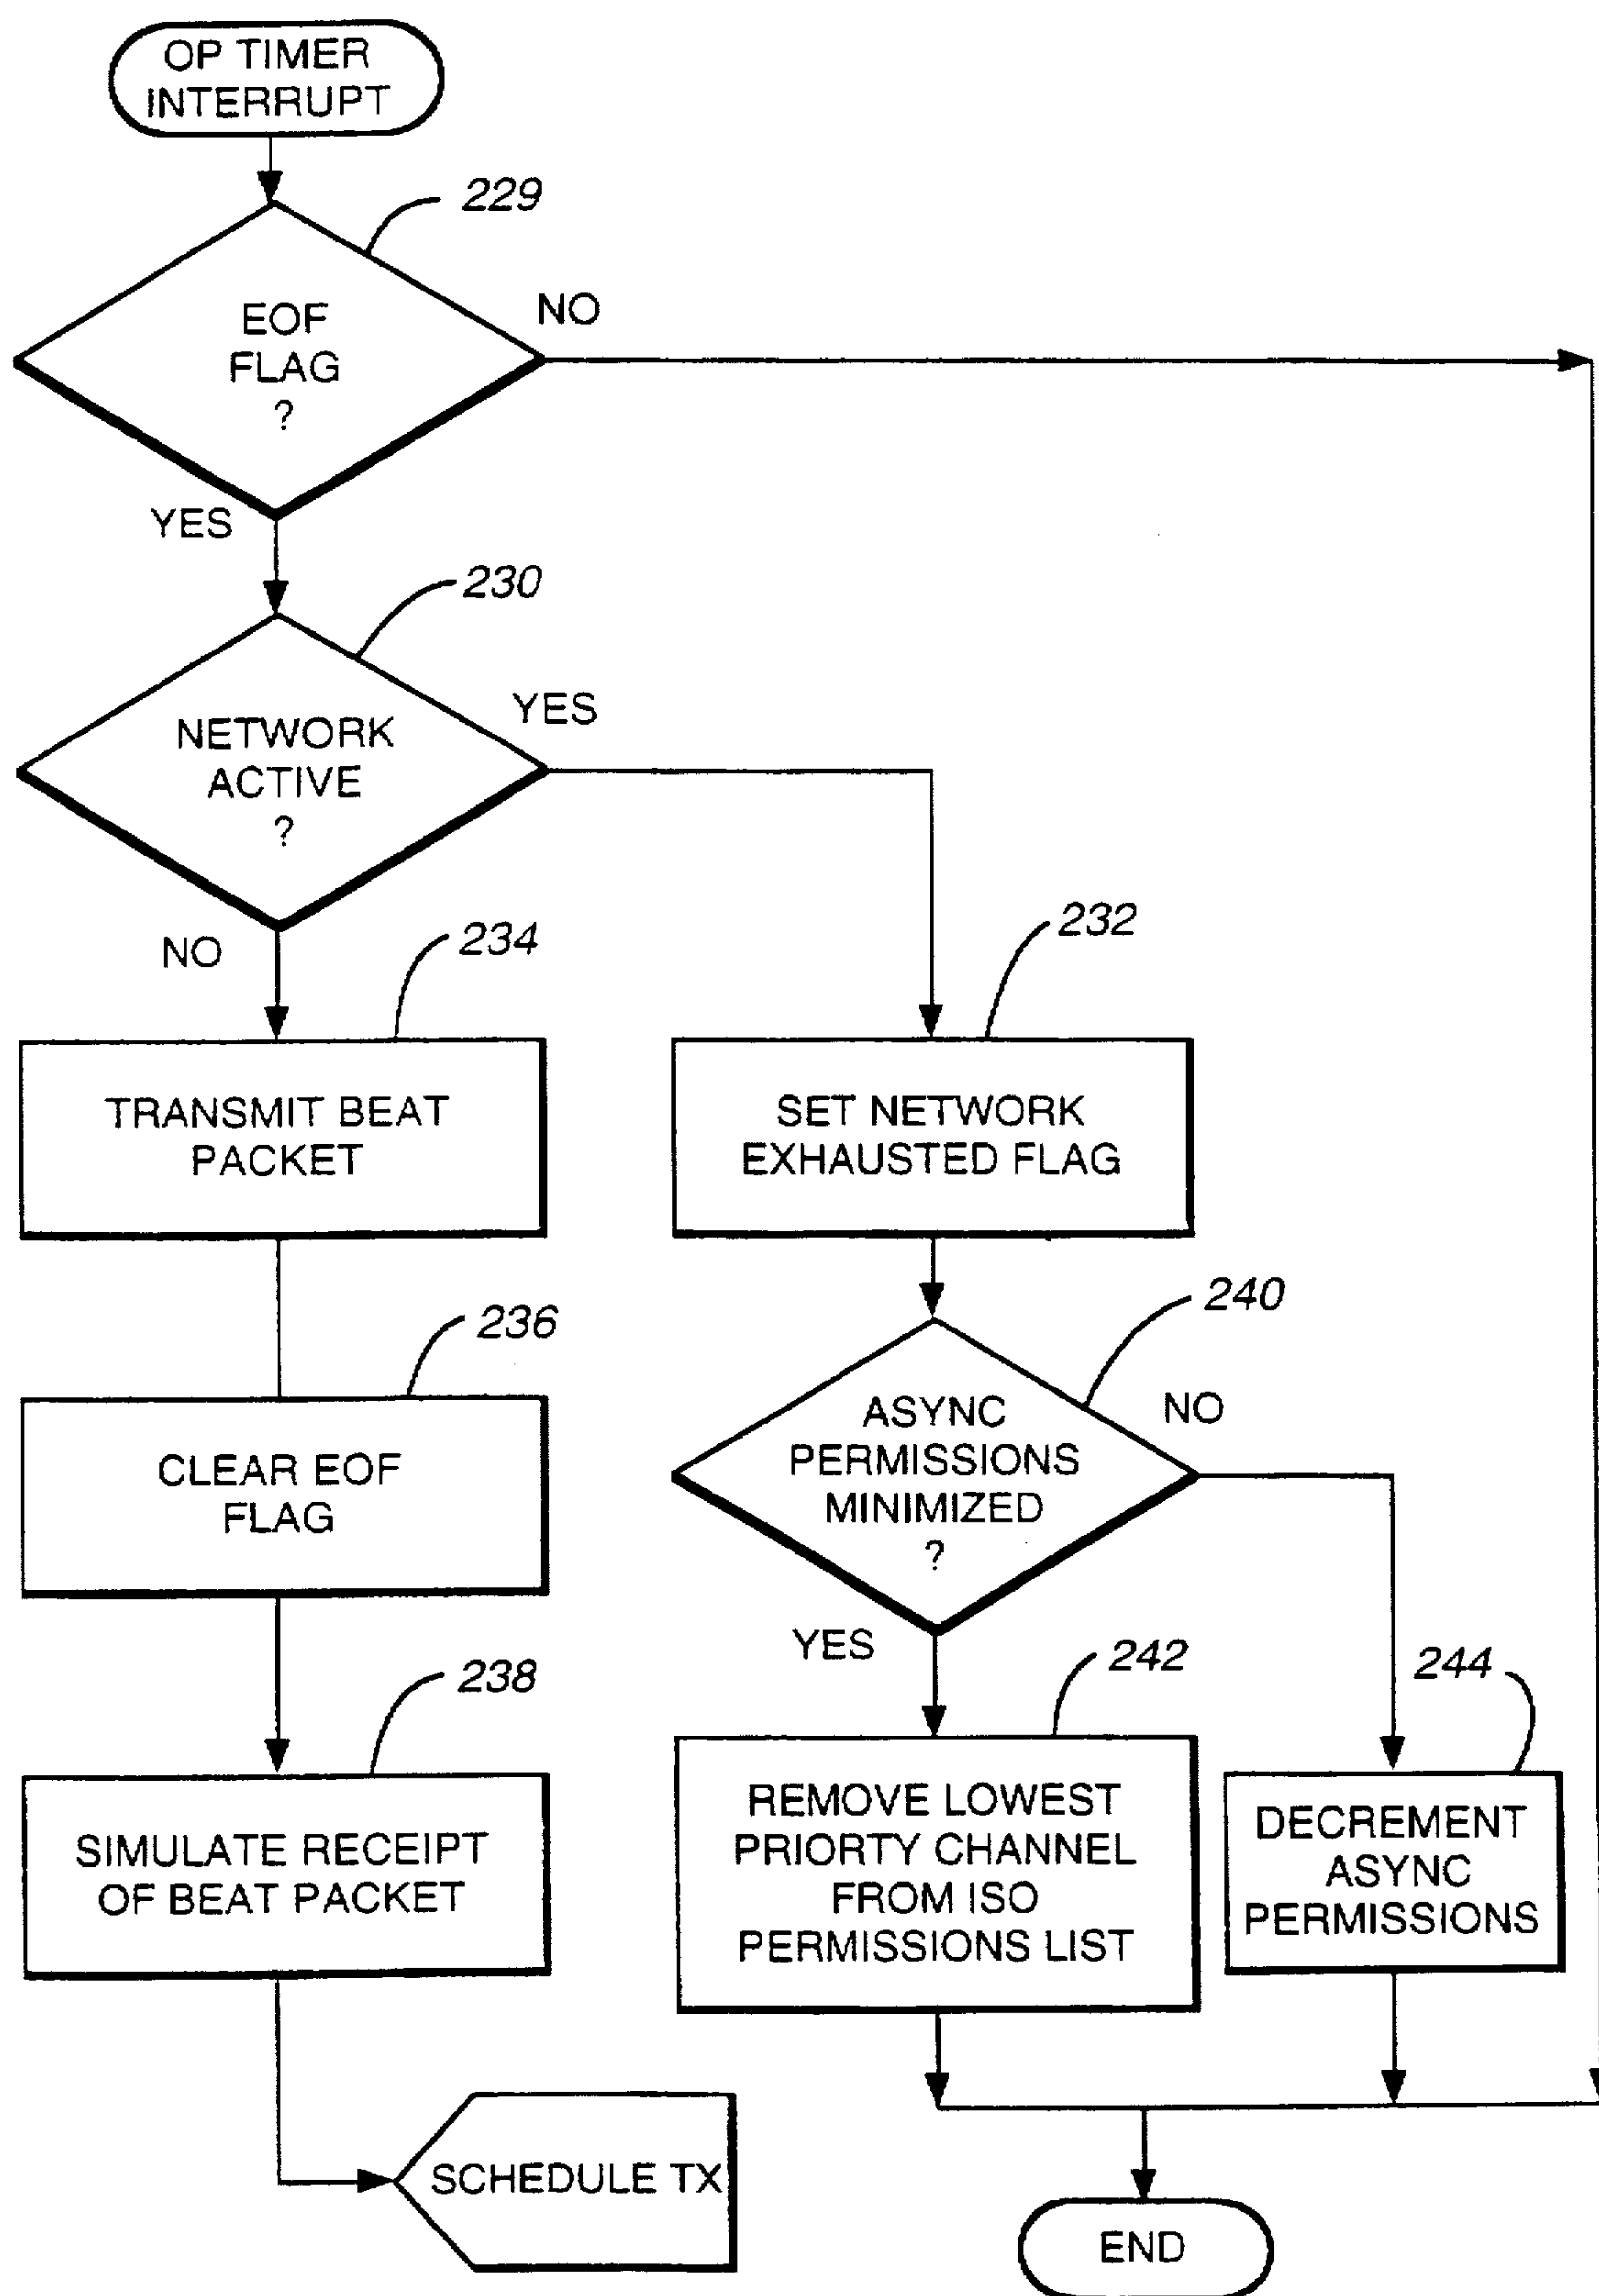 OP TIMER
INTERRUPT
229
EOF
FLAG
?
NO
YES
230
NETWORK
ACTIVE
?
YES
NO
234
232
TRANSMIT BEAT
PACKET
SET NETWORK
EXHAUSTED FLAG
236
240
CLEAR EOF
FLAG
ASYNC
PERMISSIONS
MINIMIZED
?
NO
YES
238
242
244
SIMULATE RECEIPT
OF BEAT PACKET
REMOVE LOWEST
PRIORTY CHANNEL
FROM ISO
PERMISSIONS LIST
DECREMENT
ASYNC
PERMISSIONS
SCHEDULE TX
END